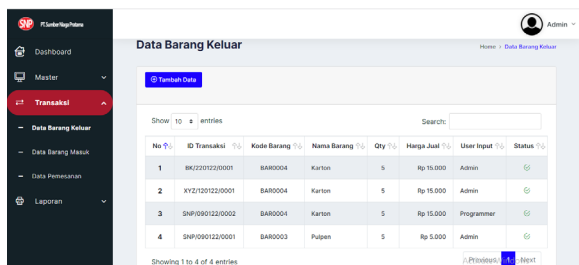 SNP PT. Sumber Niaga Pratama
Admin
Dashboard
Master
Transaksi
Data Barang Keluar
Data Barang Masuk
Data Pemesanan
Laporan
Data Barang Keluar
Home Data Barang Keluar
Tambah Data
Show 10 entries
Search:
No ID Transaksi Kode Barang Nama Barang Qty Harga Jual User Input Status
1 BK/220122/0001 BAR0004 Karton 5 Rp 15.000 Admin
2 XYZ/120122/0001 BAR0004 Karton 5 Rp 15.000 Admin
3 SNP/090122/0002 BAR0004 Karton 5 Rp 15.000 Programmer
4 SNP/090122/0001 BAR0003 Pulpen 5 Rp 5.000 Admin
Showing 1 to 4 of 4 entries
Previous 1 Next